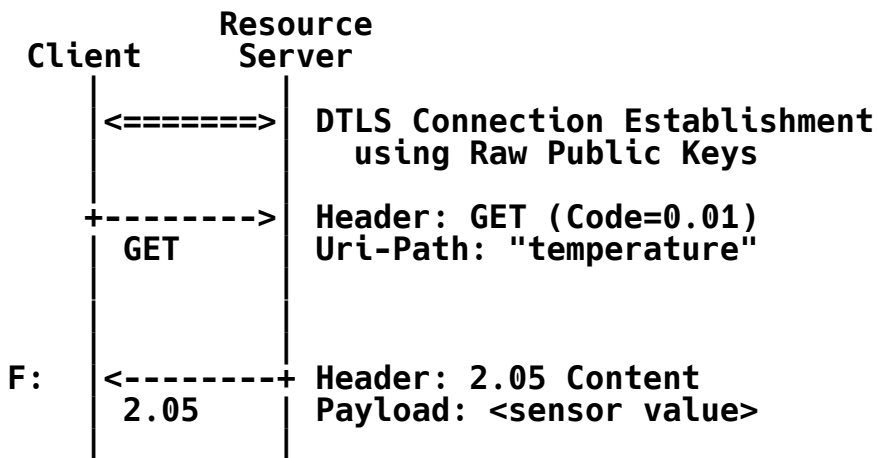 Resource
Client Server
<=======> DTLS Connection Establishment
using Raw Public Keys
+--------> Header: GET (Code=0.01)
GET Uri-Path: "temperature"
F: <--------+ Header: 2.05 Content
2.05 Payload: <sensor value>